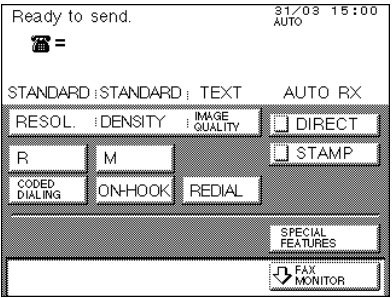 Ready to send. 31/03 15:00
AUTO
☎=
STANDARD STANDARD TEXT AUTO RX
RESOL. DENSITY IMAGE QUALITY DIRECT
R M STAMP
CODED DIALING ON-HOOK REDIAL
SPECIAL FEATURES
FAX MONITOR